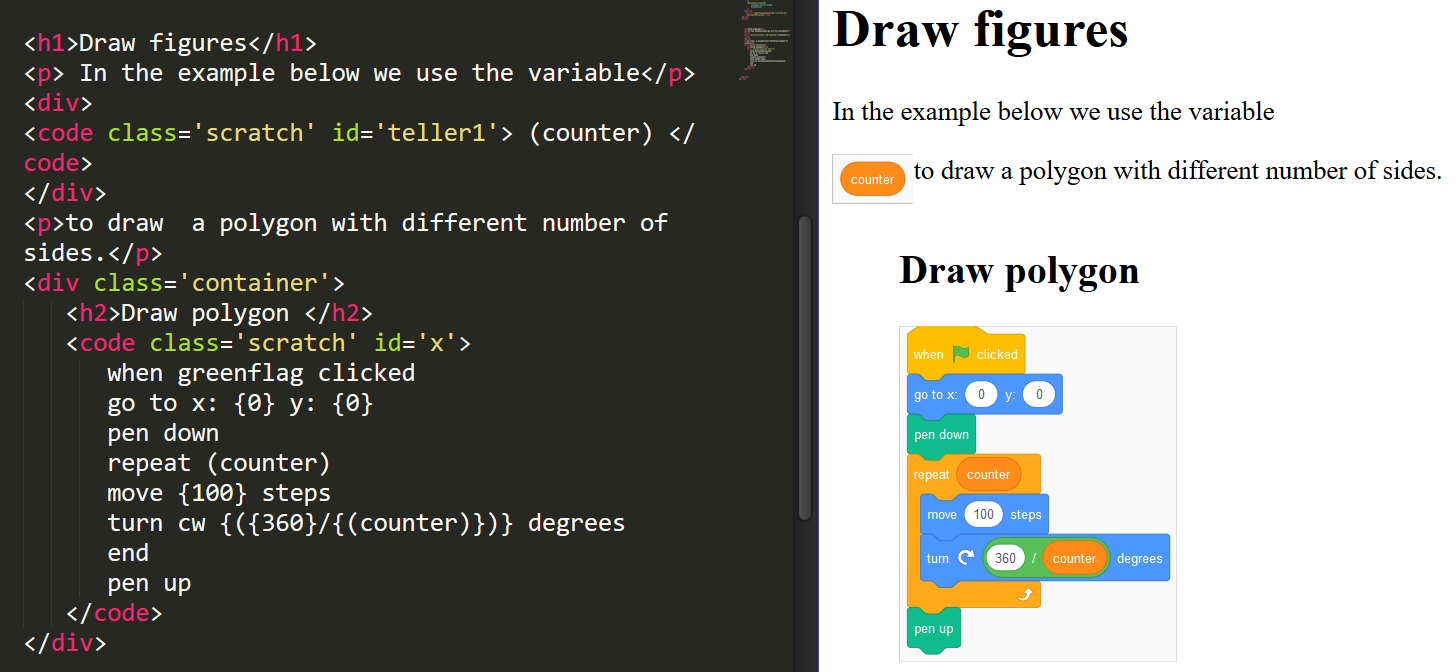 <h1>Draw figures</h1>
<p> In the example below we use the variable</p>
<div>
<code class='scratch' id='teller1'> (counter) </
code>
</div>
<p>to draw  a polygon with different number of
sides.</p>
<div class='container'>
<h2>Draw polygon </h2>
<code class='scratch' id='x'>
when greenflag clicked
go to x: {0} y: {0}
pen down
repeat (counter)
move {100} steps
turn cw {({360}/{(counter)})} degrees
end
pen up
</code>
</div>
Draw figures
In the example below we use the variable
counter to draw a polygon with different number of sides.
Draw polygon
when clicked
go to x: 0 y: 0
pen down
repeat counter
move 100 steps
turn 360 / counter degrees
pen up